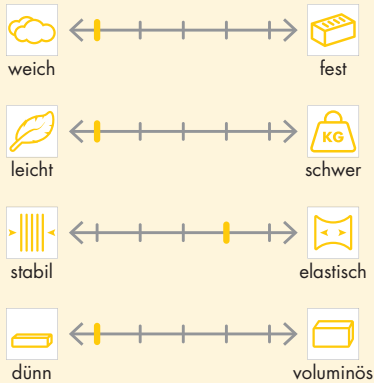 weich fest
KG
leicht schwer
stabil elastisch
dünn voluminös